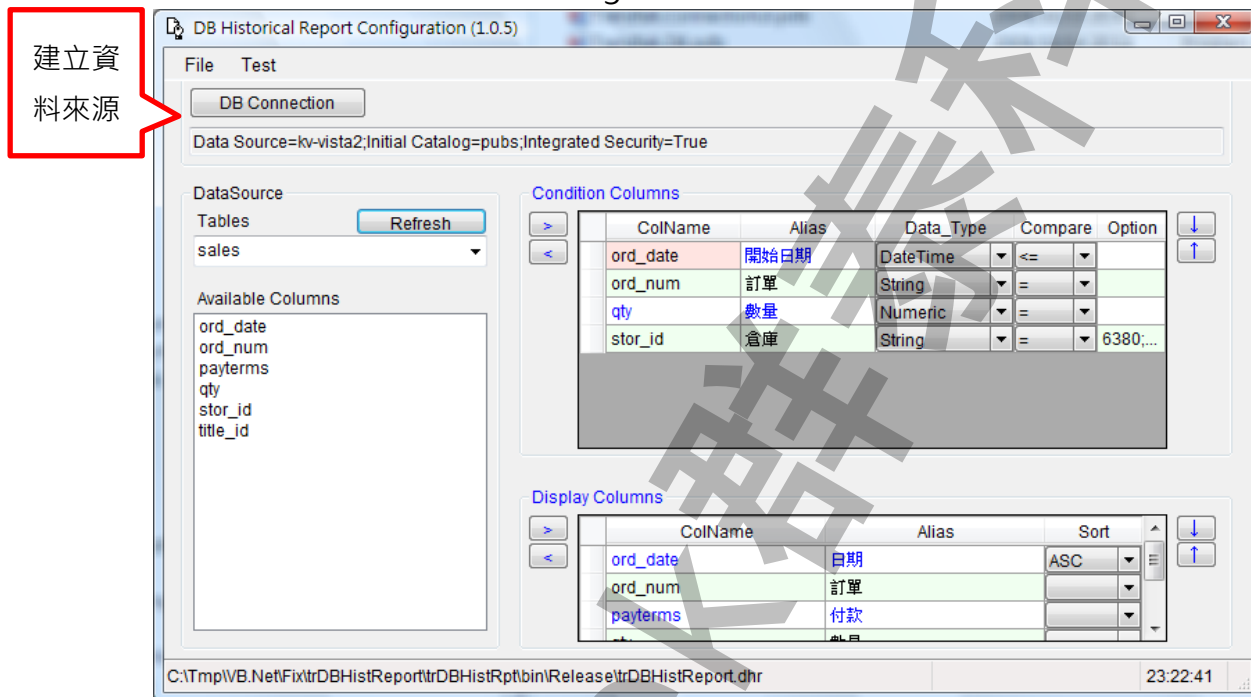 建立資
料來源
DB Historical Report Configuration (1.0.5)
File Test
DB Connection
Data Source=kv-vista2;Initial Catalog=pubs;Integrated Security=True
DataSource
Tables Refresh
sales
Available Columns
ord_date
ord_num
payterms
qty
stor_id
title_id
Condition Columns
> <
ColName Alias Data_Type Compare Option
ord_date 開始日期 DateTime <=
ord_num 訂單 String =
qty 數量 Numeric =
stor_id 倉庫 String = 6380;...
↓ ↑
Display Columns
> <
ColName Alias Sort
ord_date 日期 ASC
ord_num 訂單
payterms 付款
↓ ↑
C:\Tmp\VB.Net\Fix\trDBHistReport\trDBHistRpt\bin\Release\trDBHistReport.dhr 23:22:41